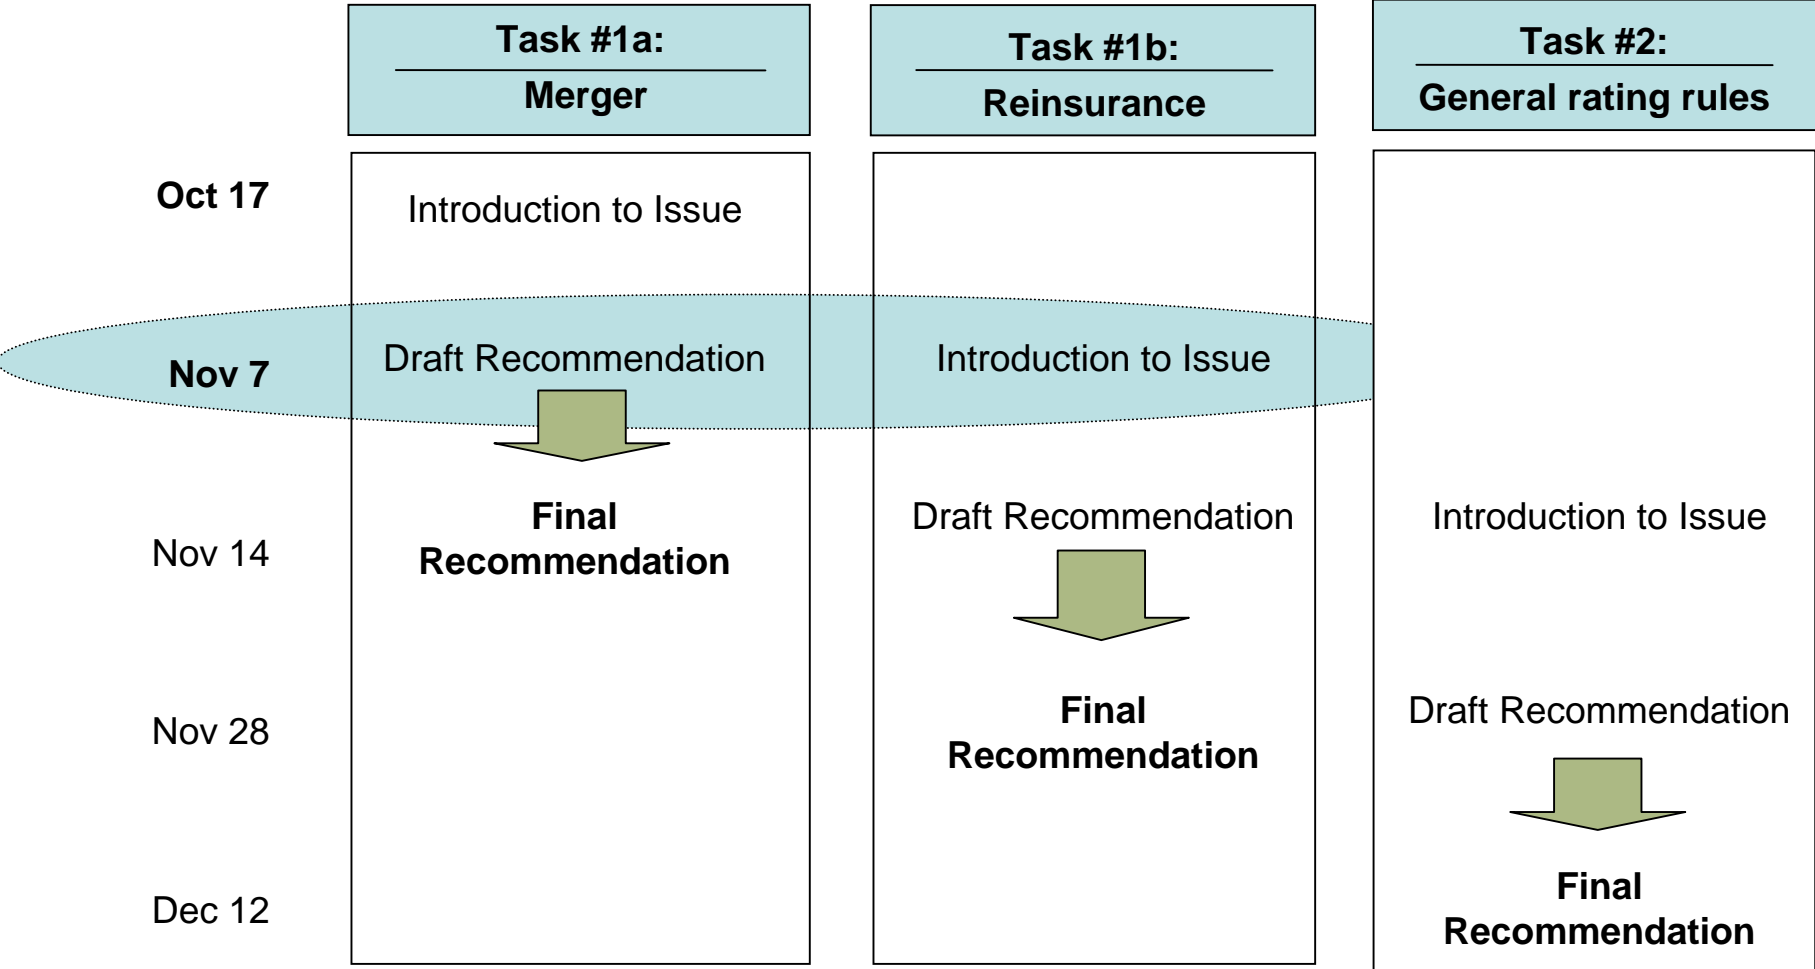 Task #1a:
Merger
Task #1b:
Reinsurance
Task #2:
General rating rules
Oct 17
Introduction to Issue
Nov 7
Draft Recommendation
Introduction to Issue
Nov 14
Final
Recommendation
Draft Recommendation
Introduction to Issue
Nov 28
Final
Recommendation
Draft Recommendation
Dec 12
Final
Recommendation